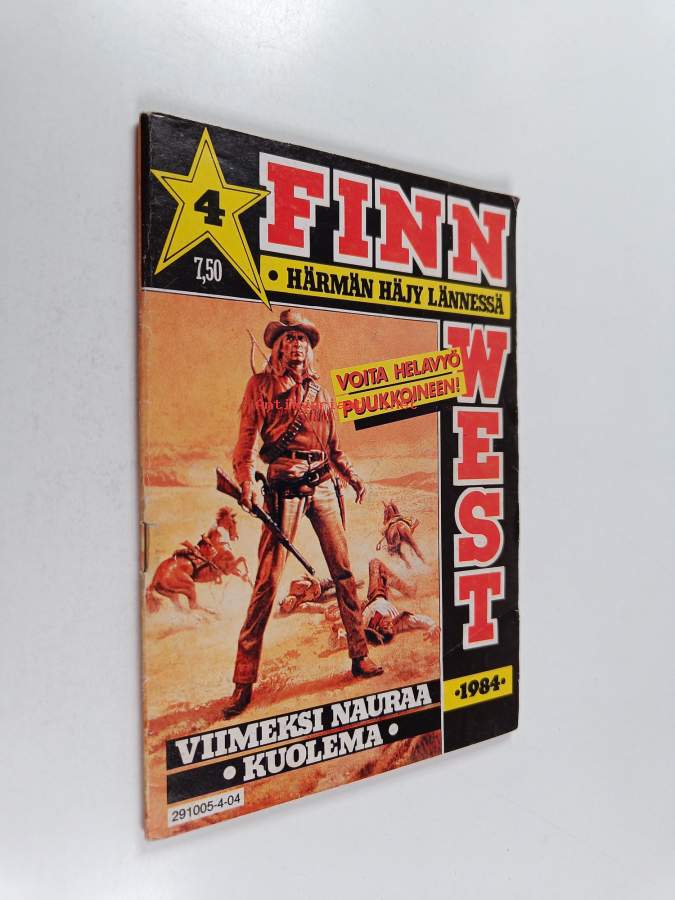 4
7,50
FINN
• HÄRMÄN HÄJY LÄNNESSÄ
WEST
VOITA HELAVYÖ
PUUKKOINEEN!
•1984•
VIIMEKSI NAURAA
• KUOLEMA •
291005-4-04